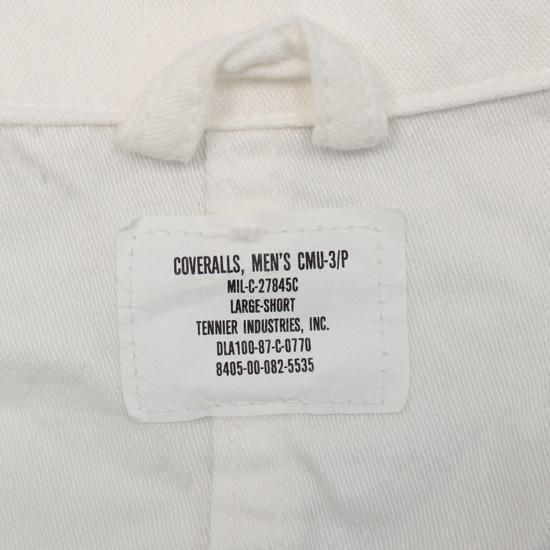 COVERALLS, MEN'S CMU-3/P
MIL-C-27845C
LARGE-SHORT
TENNIER INDUSTRIES, INC.
DLA100-87-C-0770
8405-00-082-5535